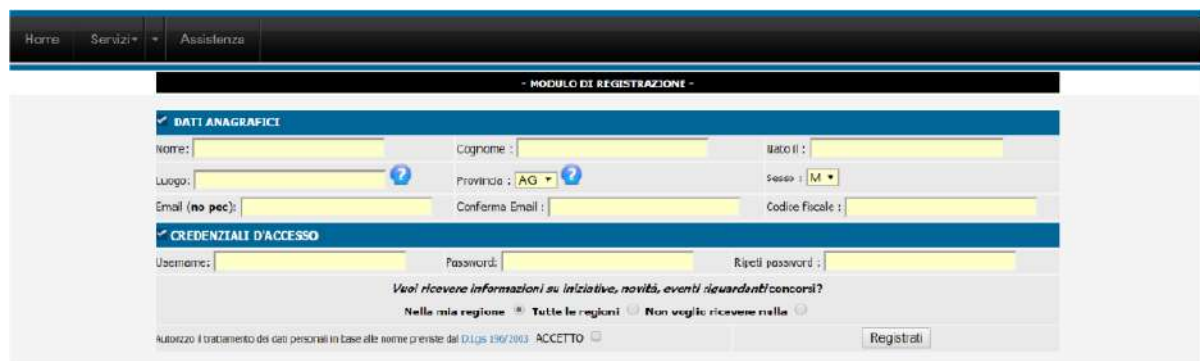 Home Servizi Assistenza
- MODULO DI REGISTRAZIONE -
DATI ANAGRAFICI
Nome: Cognome : Nato il :
Luogo: ? Provincia : AG ? Sesso : M
Email (no pec): Conferma Email : Codice fiscale :
CREDENZIALI D'ACCESSO
Username: Password: Ripeti password :
Vuoi ricevere informazioni su iniziative, novità, eventi riguardanti concorsi?
Nella mia regione Tutte le regioni Non voglio ricevere nulla
Autorizzo il trattamento dei dati personali in base alle norme previste dal D.Lgs 196/2003 ACCETTO Registrati